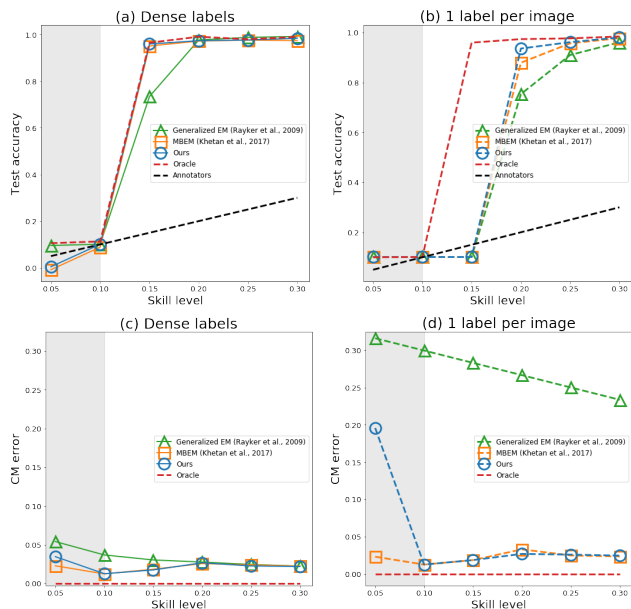 (a) Dense labels
1.0
0.8
0.6
0.4
0.2
0.0
Test accuracy
Generalized EM (Rayker et al., 2009)
MBEM (Khetan et al., 2017)
Ours
Oracle
Annotators
0.05 0.10 0.15 0.20 0.25 0.30
Skill level
(b) 1 label per image
1.0
0.8
0.6
0.4
0.2
Test accuracy
Generalized EM (Rayker et al., 2009)
MBEM (Khetan et al., 2017)
Ours
Oracle
Annotators
0.05 0.10 0.15 0.20 0.25 0.30
Skill level
(c) Dense labels
0.30
0.25
0.20
0.15
0.10
0.05
0.00
CM error
Generalized EM (Rayker et al., 2009)
MBEM (Khetan et al., 2017)
Ours
Oracle
0.05 0.10 0.15 0.20 0.25 0.30
Skill level
(d) 1 label per image
0.30
0.25
0.20
0.15
0.10
0.05
0.00
CM error
Generalized EM (Rayker et al., 2009)
MBEM (Khetan et al., 2017)
Ours
Oracle
0.05 0.10 0.15 0.20 0.25 0.30
Skill level